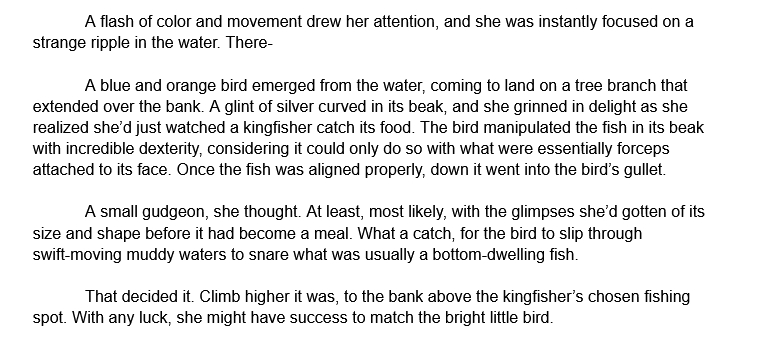 A flash of color and movement drew her attention, and she was instantly focused on a
strange ripple in the water. There-
A blue and orange bird emerged from the water, coming to land on a tree branch that
extended over the bank. A glint of silver curved in its beak, and she grinned in delight as she
realized she’d just watched a kingfisher catch its food. The bird manipulated the fish in its beak
with incredible dexterity, considering it could only do so with what were essentially forceps
attached to its face. Once the fish was aligned properly, down it went into the bird’s gullet.
A small gudgeon, she thought. At least, most likely, with the glimpses she’d gotten of its
size and shape before it had become a meal. What a catch, for the bird to slip through
swift-moving muddy waters to snare what was usually a bottom-dwelling fish.
That decided it. Climb higher it was, to the bank above the kingfisher’s chosen fishing
spot. With any luck, she might have success to match the bright little bird.